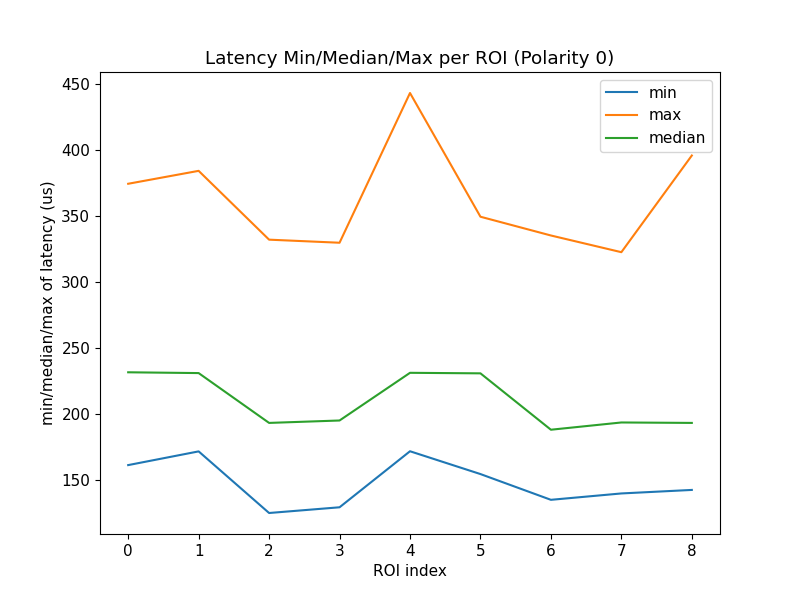 Latency Min/Median/Max per ROI (Polarity 0)
min
max
median
450
400
350
300
250
200
150
min/median/max of latency (us)
0 1 2 3 4 5 6 7 8
ROI index